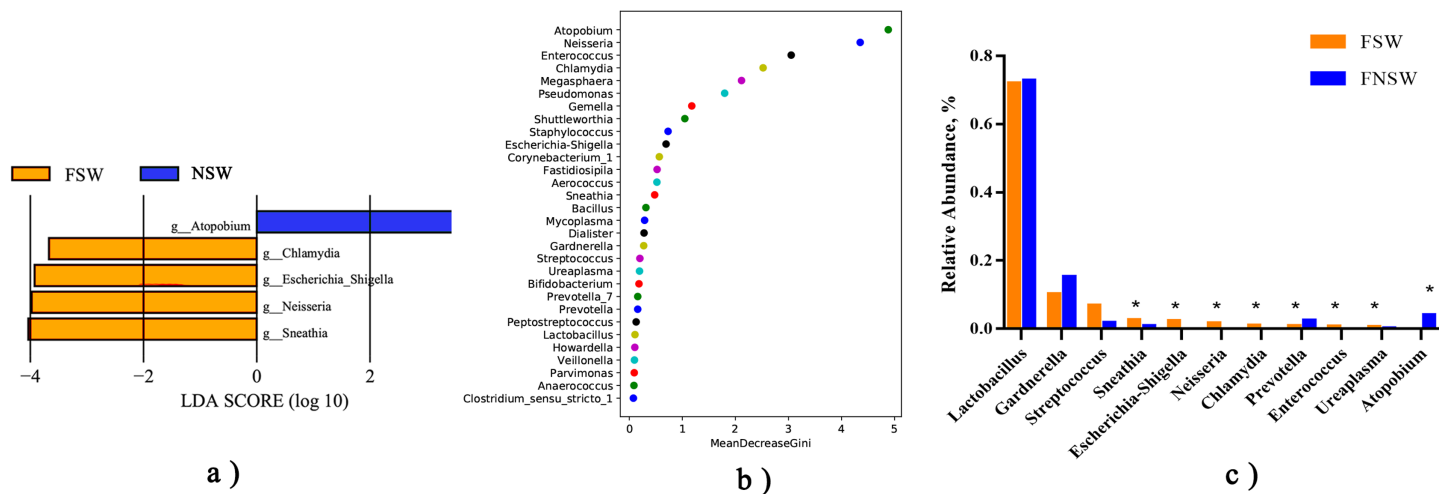 FSW
NSW
g__Atopobium
g__Chlamydia
g__Escherichia_Shigella
g__Neisseria
g__Sneathia
−4
−2
0
2
LDA SCORE (log 10)
a )
Atopobium
Neisseria
Enterococcus
Chlamydia
Megasphaera
Pseudomonas
Gemella
Shuttleworthia
Staphylococcus
Escherichia-Shigella
Corynebacterium_1
Fastidiosipila
Aerococcus
Sneathia
Bacillus
Mycoplasma
Dialister
Gardnerella
Streptococcus
Ureaplasma
Bifidobacterium
Prevotella_7
Prevotella
Peptostreptococcus
Lactobacillus
Howardella
Veillonella
Parvimonas
Anaerococcus
Clostridium_sensu_stricto_1
0
1
2
3
4
5
MeanDecreaseGini
b )
FSW
FNSW
Relative Abundance, %
0.8
0.6
0.4
0.2
0.0
* * * * * * * *
Lactobacillus
Gardnerella
Streptococcus
Sneathia
Escherichia-Shigella
Neisseria
Chlamydia
Prevotella
Enterococcus
Ureaplasma
Atopobium
c )